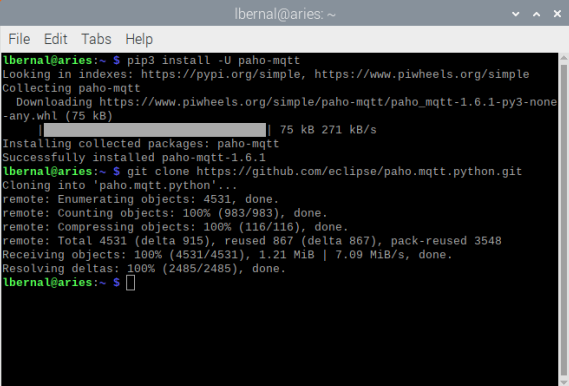 lbernal@aries: ~
File Edit Tabs Help
lbernal@aries:~ $ pip3 install -U paho-mqtt
Looking in indexes: https://pypi.org/simple, https://www.piwheels.org/simple
Collecting paho-mqtt
  Downloading https://www.piwheels.org/simple/paho-mqtt/paho_mqtt-1.6.1-py3-none
-any.whl (75 kB)
     |████████████████████████████████| 75 kB 271 kB/s
Installing collected packages: paho-mqtt
Successfully installed paho-mqtt-1.6.1
lbernal@aries:~ $ git clone https://github.com/eclipse/paho.mqtt.python.git
Cloning into 'paho.mqtt.python'...
remote: Enumerating objects: 4531, done.
remote: Counting objects: 100% (983/983), done.
remote: Compressing objects: 100% (116/116), done.
remote: Total 4531 (delta 915), reused 867 (delta 867), pack-reused 3548
Receiving objects: 100% (4531/4531), 1.21 MiB | 7.09 MiB/s, done.
Resolving deltas: 100% (2485/2485), done.
lbernal@aries:~ $